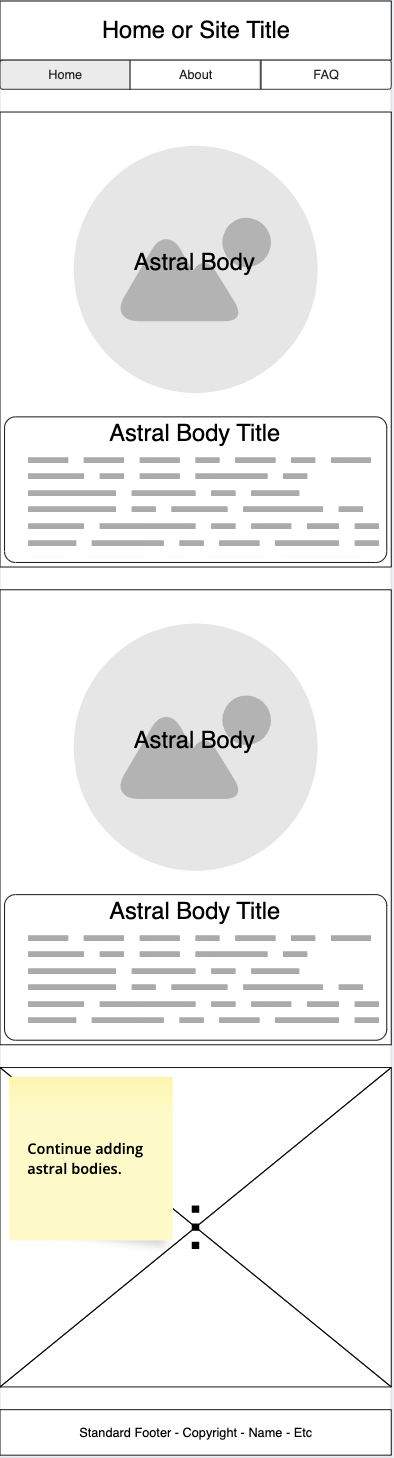 Home or Site Title
Home
About
FAQ
Astral Body
Astral Body Title
Astral Body
Astral Body Title
Continue adding
astral bodies.
Standard Footer - Copyright - Name - Etc